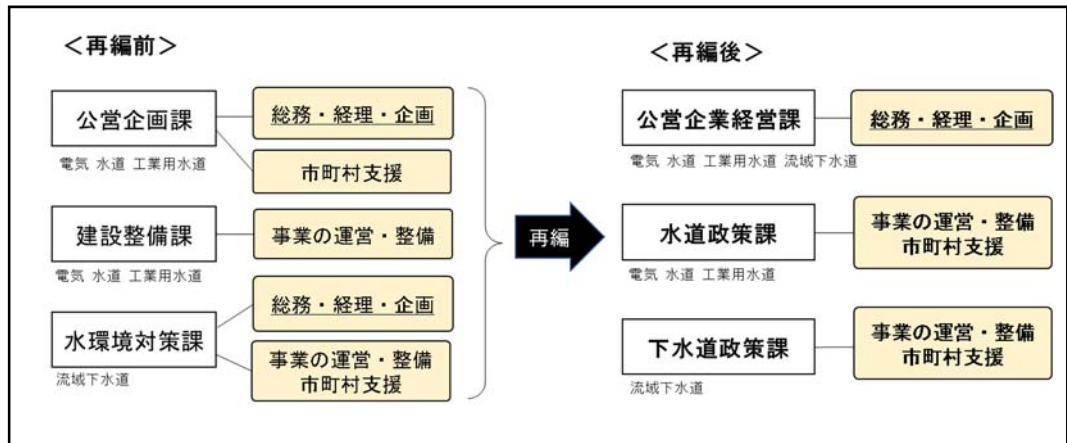 ＜再編前＞
公営企画課
電気 水道 工業用水道
総務・経理・企画
市町村支援
建設整備課
電気 水道 工業用水道
事業の運営・整備
水環境対策課
流域下水道
総務・経理・企画
事業の運営・整備
市町村支援
再編
＜再編後＞
公営企業経営課
電気 水道 工業用水道 流域下水道
総務・経理・企画
水道政策課
電気 水道 工業用水道
事業の運営・整備
市町村支援
下水道政策課
流域下水道
事業の運営・整備
市町村支援